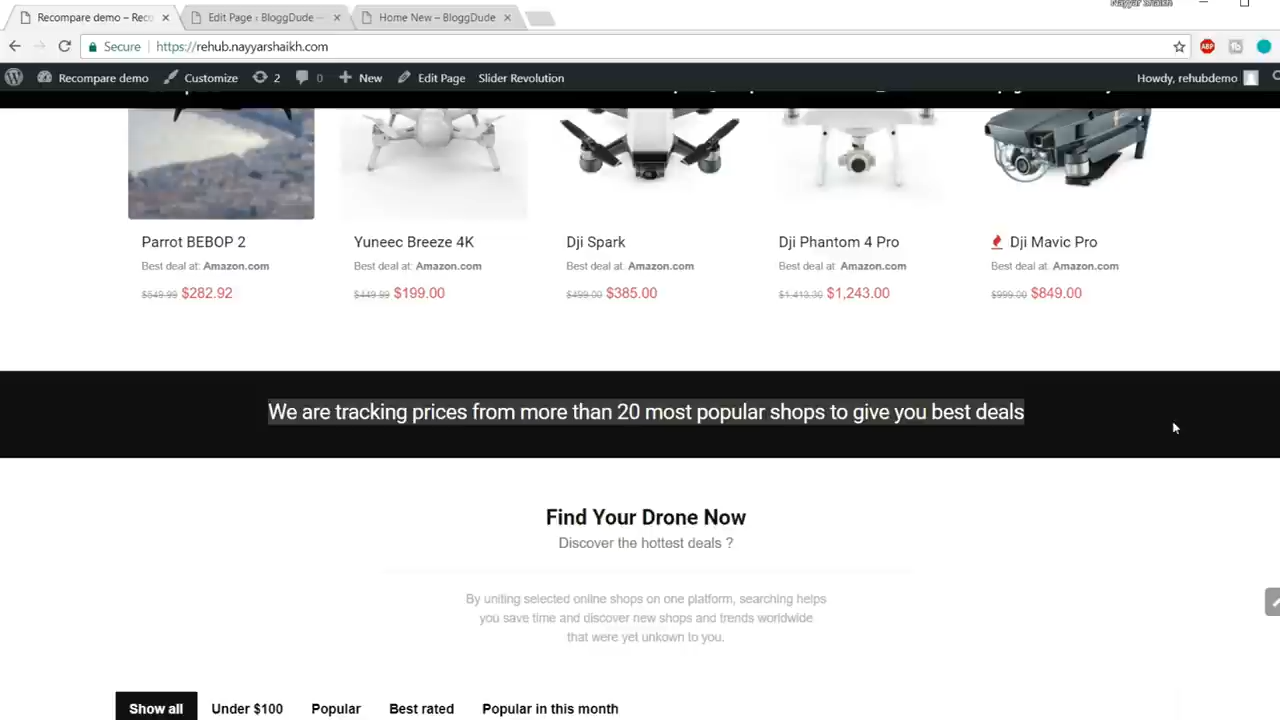 Nayyar Shaikh
Recompare demo – Reco
Edit Page ‹ BloggDude —
Home New – BloggDude
Secure
https://rehub.nayyarshaikh.com
ABP
Recompare demo
Customize
2
0
New
Edit Page
Slider Revolution
Howdy, rehubdemo
Parrot BEBOP 2
Yuneec Breeze 4K
Dji Spark
Dji Phantom 4 Pro
Dji Mavic Pro
Best deal at: Amazon.com
Best deal at: Amazon.com
Best deal at: Amazon.com
Best deal at: Amazon.com
Best deal at: Amazon.com
$549.99 $282.92
$449.99 $199.00
$499.00 $385.00
$1,413.30 $1,243.00
$999.00 $849.00
We are tracking prices from more than 20 most popular shops to give you best deals
Find Your Drone Now
Discover the hottest deals ?
By uniting selected online shops on one platform, searching helps
you save time and discover new shops and trends worldwide
that were yet unkown to you.
Show all
Under $100
Popular
Best rated
Popular in this month